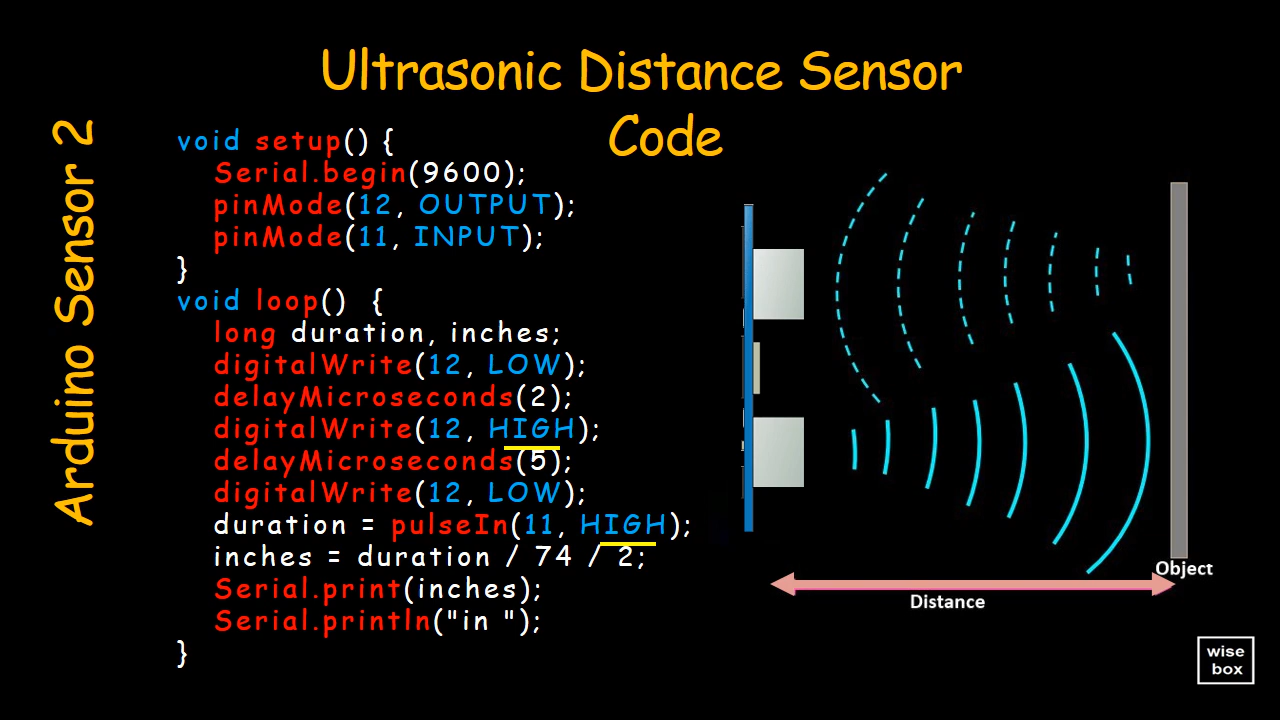 Ultrasonic Distance Sensor
Code
Arduino Sensor 2
void setup() {
Serial.begin(9600);
pinMode(12, OUTPUT);
pinMode(11, INPUT);
}
void loop() {
long duration, inches;
digitalWrite(12, LOW);
delayMicroseconds(2);
digitalWrite(12, HIGH);
delayMicroseconds(5);
digitalWrite(12, LOW);
duration = pulseIn(11, HIGH);
inches = duration / 74 / 2;
Serial.print(inches);
Serial.println("in ");
}
Object
Distance
wise
box